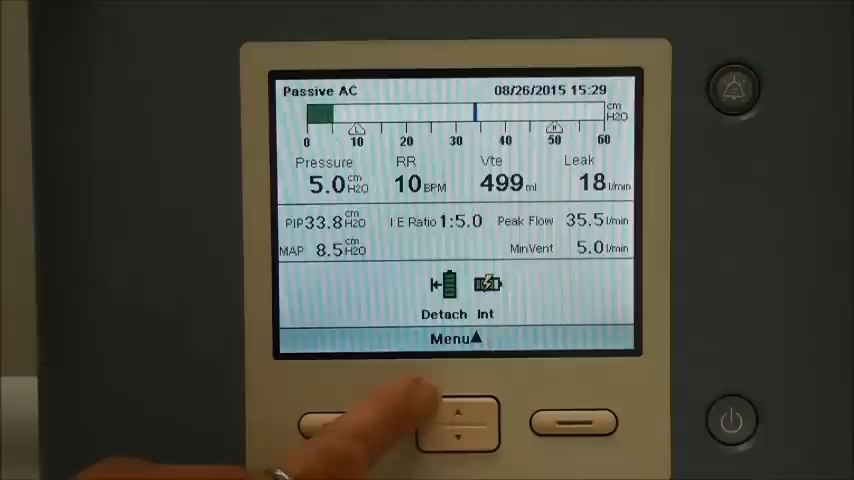 Passive AC 08/26/2015 15:29
cm H2O
L H
0 10 20 30 40 50 60
Pressure RR Vte Leak
5.0 cm H2O 10 BPM 499 ml 18 l/min
PIP 33.8 cm H2O I:E Ratio 1:5.0 Peak Flow 35.5 l/min
MAP 8.5 cm H2O MinVent 5.0 l/min
Detach Int
Menu